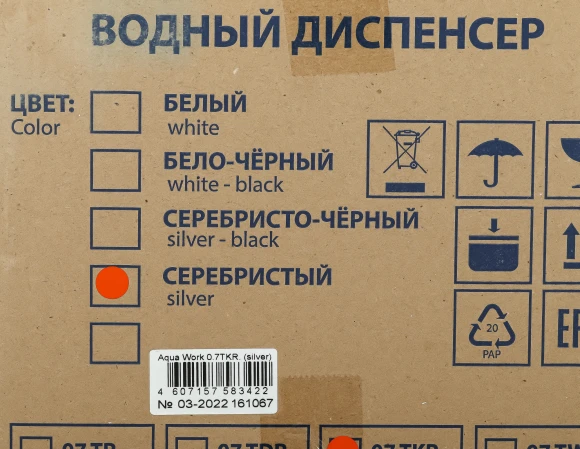 ВОДНЫЙ ДИСПЕНСЕР
ЦВЕТ:
Color
БЕЛЫЙ
white
БЕЛО-ЧЁРНЫЙ
white - black
СЕРЕБРИСТО-ЧЁРНЫЙ
silver - black
СЕРЕБРИСТЫЙ
silver
20
PAP
Aqua Work 0.7TKR. (silver)
4 607157 583422
№ 03-2022 161067